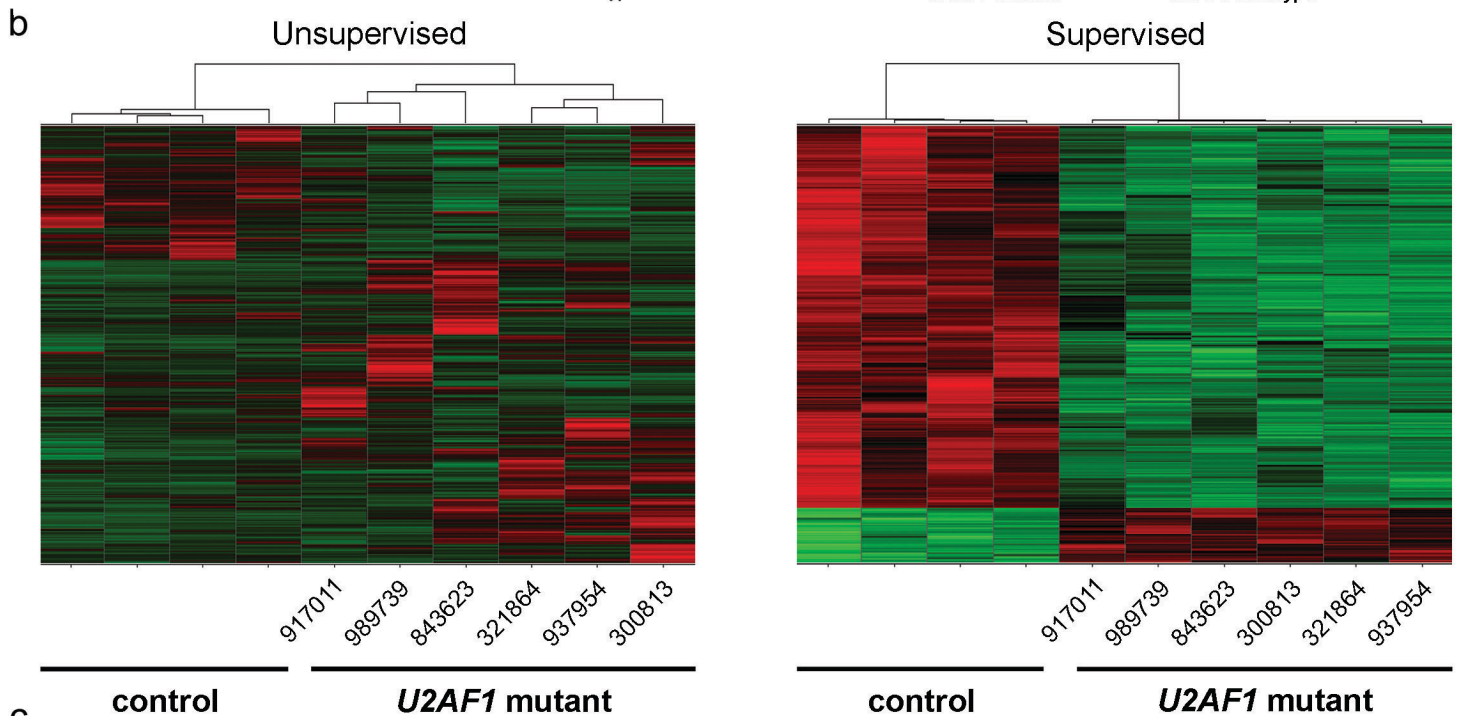 b
Unsupervised
Supervised
917011
989739
843623
321864
937954
300813
917011
989739
843623
300813
321864
937954
control
U2AF1 mutant
control
U2AF1 mutant